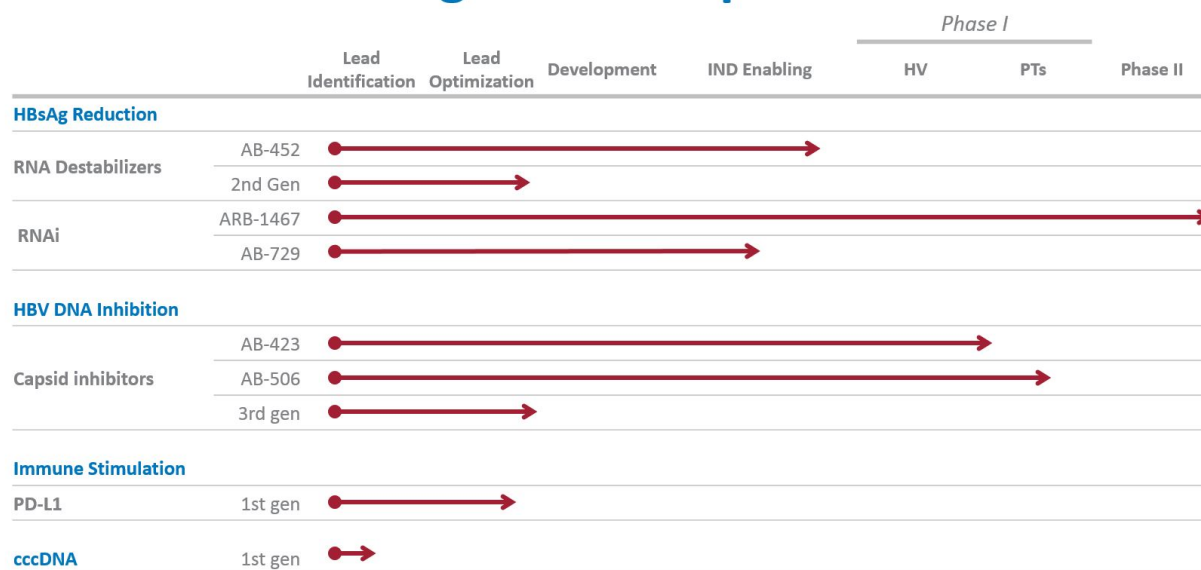 Phase I
Lead Identification
Lead Optimization
Development
IND Enabling
HV
PTs
Phase II
HBsAg Reduction
RNA Destabilizers
AB-452
2nd Gen
RNAi
ARB-1467
AB-729
HBV DNA Inhibition
Capsid inhibitors
AB-423
AB-506
3rd gen
Immune Stimulation
PD-L1
1st gen
cccDNA
1st gen